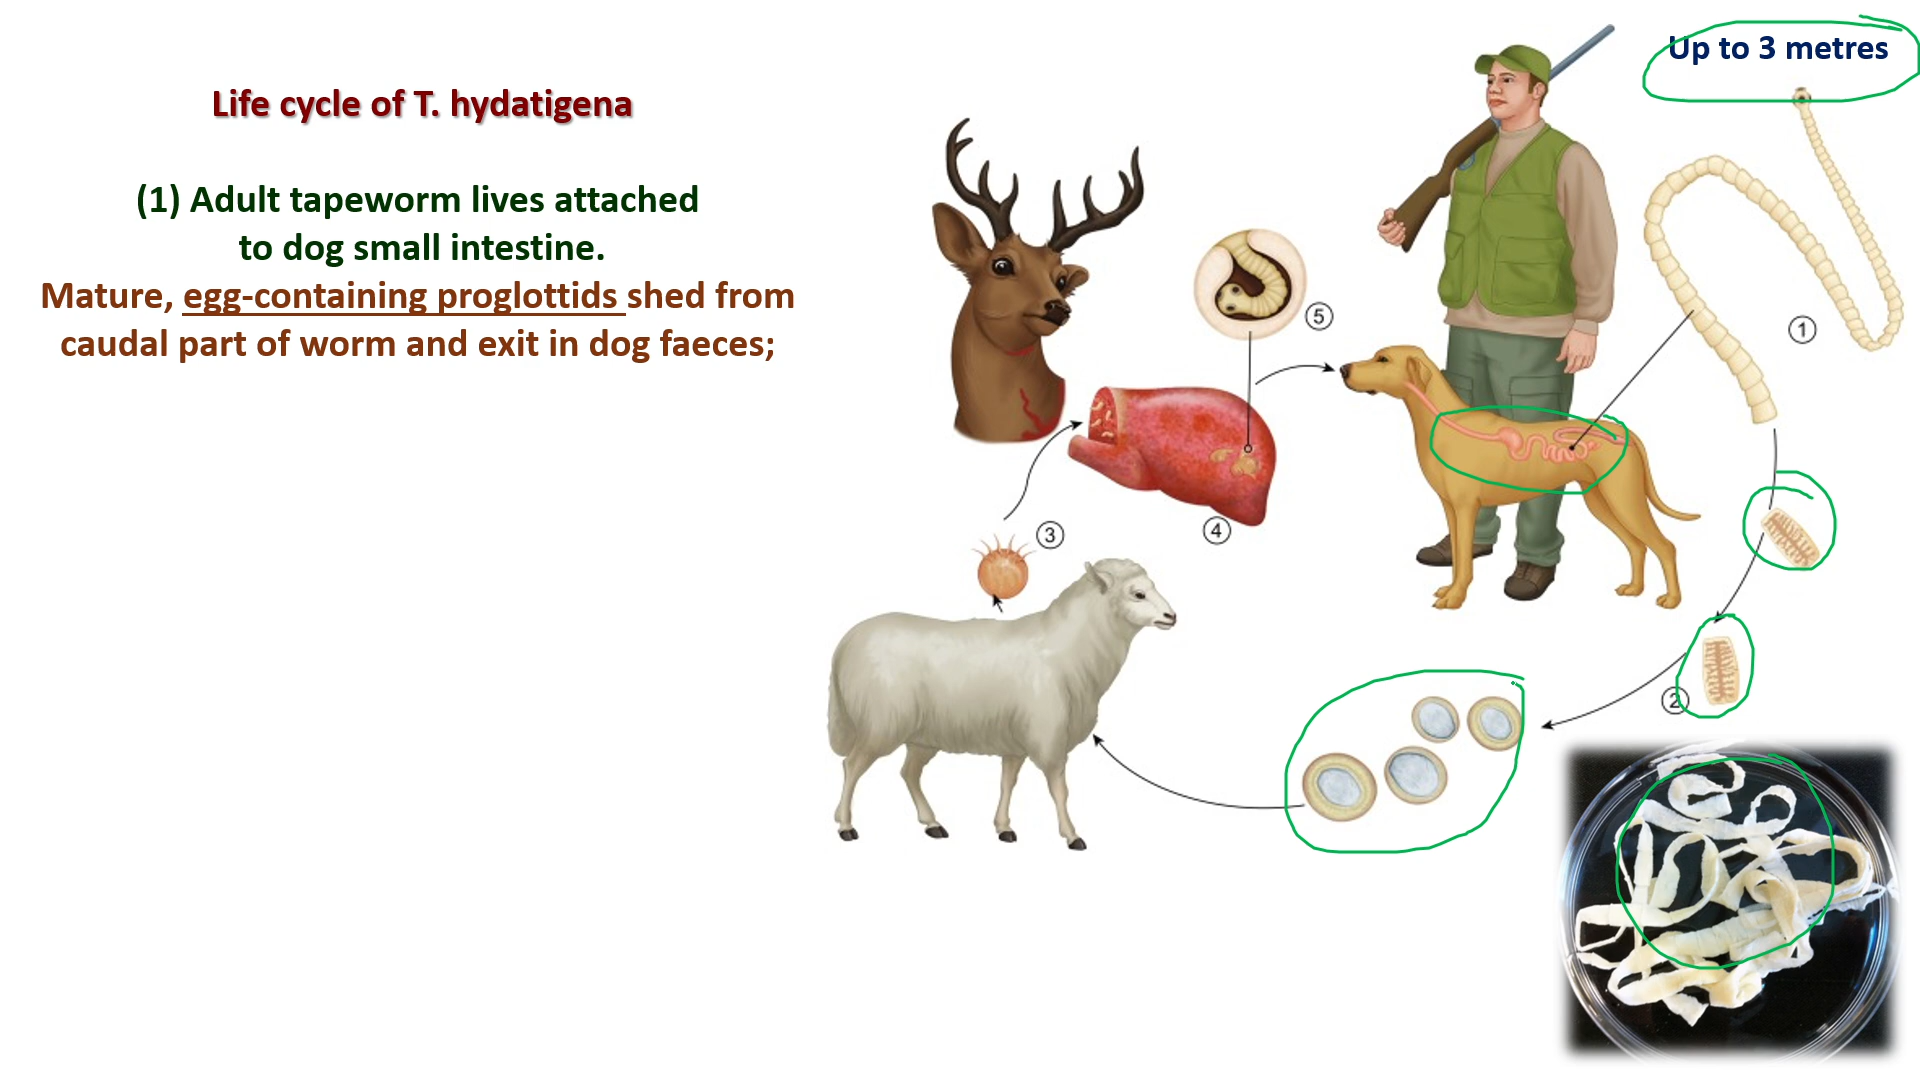 Life cycle of T. hydatigena
(1) Adult tapeworm lives attached
to dog small intestine.
Mature, egg-containing proglottids shed from
caudal part of worm and exit in dog faeces;
Up to 3 metres
1
5
3
4
2